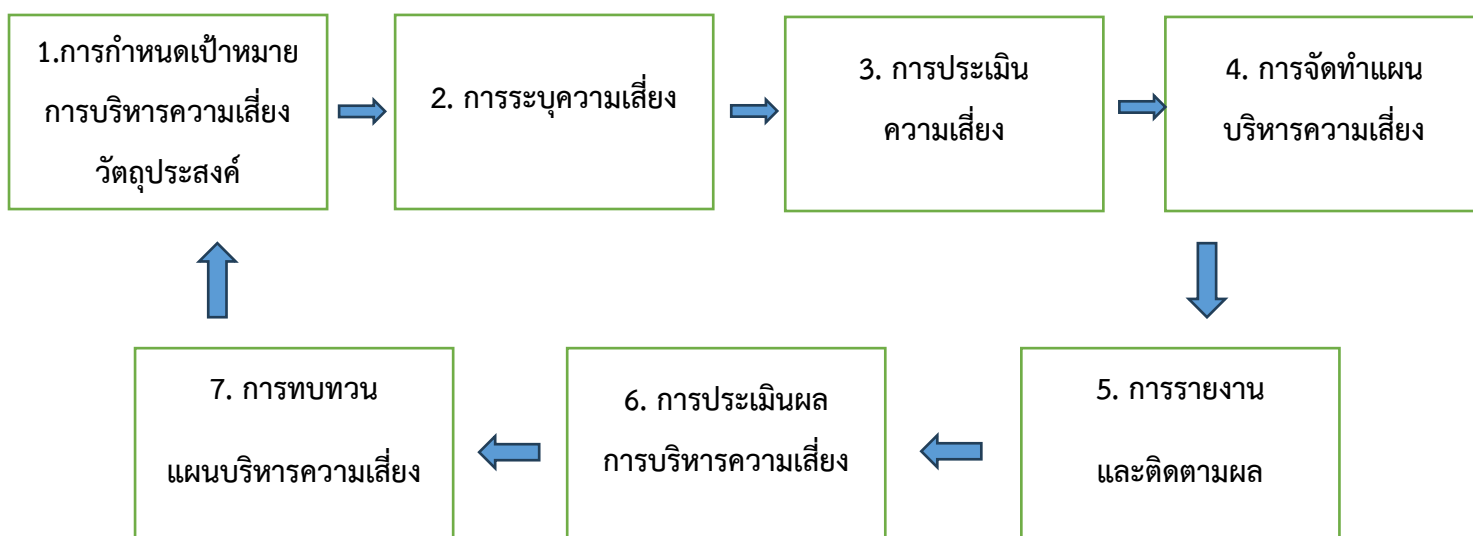 1.การกำหนดเป้าหมาย
การบริหารความเสี่ยง
วัตถุประสงค์
2. การระบุความเสี่ยง
3. การประเมิน
ความเสี่ยง
4. การจัดทำแผน
บริหารความเสี่ยง
5. การรายงาน
และติดตามผล
6. การประเมินผล
การบริหารความเสี่ยง
7. การทบทวน
แผนบริหารความเสี่ยง